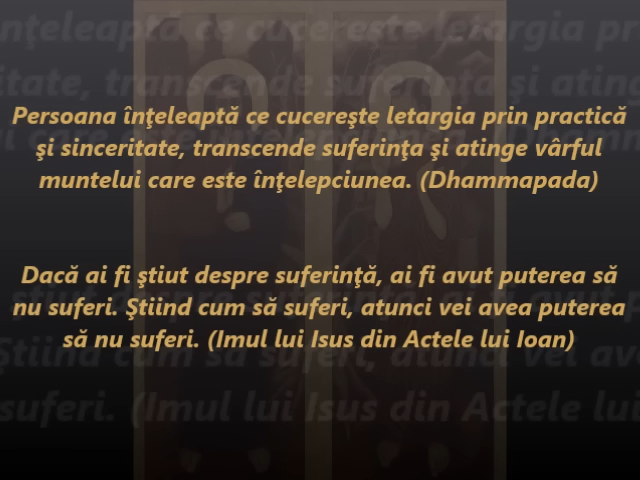 Persoana înţeleaptă ce cucereşte letargia prin practică
şi sinceritate, transcende suferinţa şi atinge vârful
muntelui care este înţelepciunea. (Dhammapada)
Dacă ai fi ştiut despre suferinţă, ai fi avut puterea să
nu suferi. Ştiind cum să suferi, atunci vei avea puterea
să nu suferi. (Imul lui Isus din Actele lui Ioan)